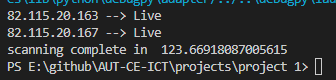 82.115.20.163 --> Live
82.115.20.167 --> Live
scanning complete in  123.66918087005615
PS E:\github\AUT-CE-ICT\projects\project 1>